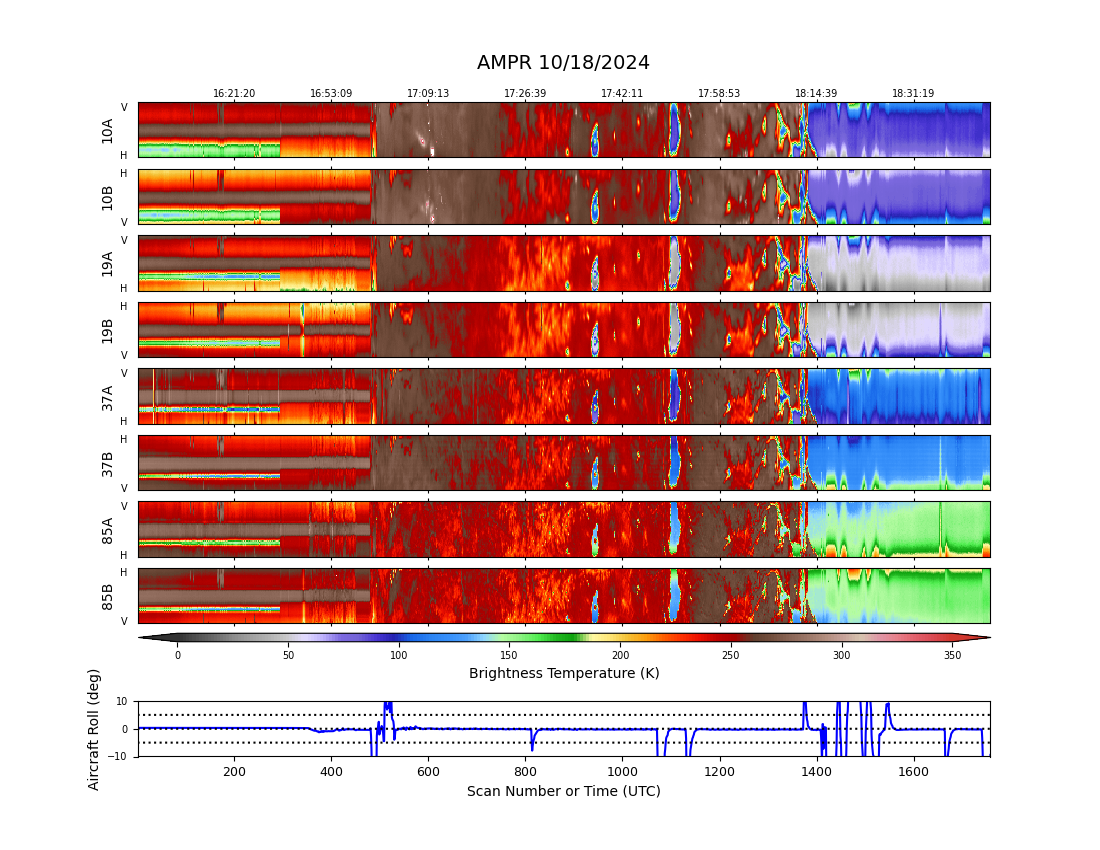 AMPR 10/18/2024
16:21:20 16:53:09 17:09:13 17:26:39 17:42:11 17:58:53 18:14:39 18:31:19
V
10A
H
H
10B
V
V
19A
H
H
19B
V
V
37A
H
H
37B
V
V
85A
H
H
85B
V
0 50 100 150 200 250 300 350
Brightness Temperature (K)
Aircraft Roll (deg)
10
0
−10
200 400 600 800 1000 1200 1400 1600
Scan Number or Time (UTC)